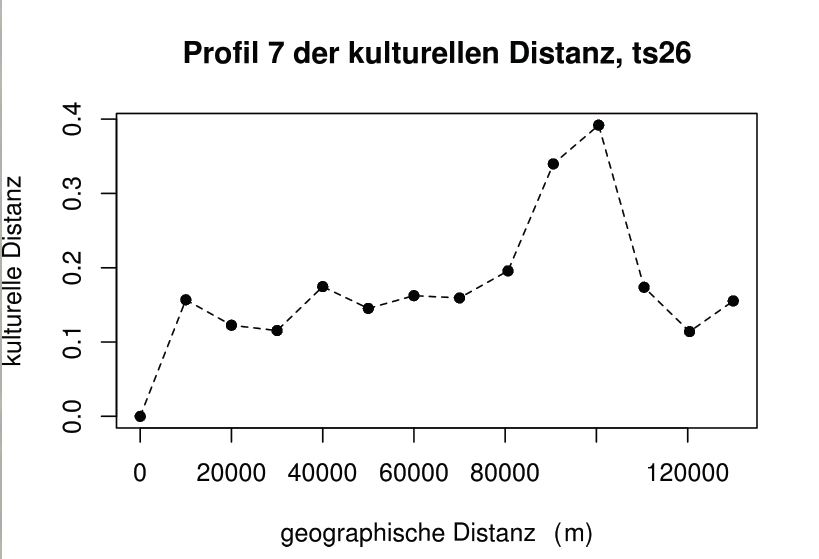 Profil 7 der kulturellen Distanz, ts26
kulturelle Distanz
0.4
0.3
0.2
0.1
0.0
0 20000 40000 60000 80000 120000
geographische Distanz (m)